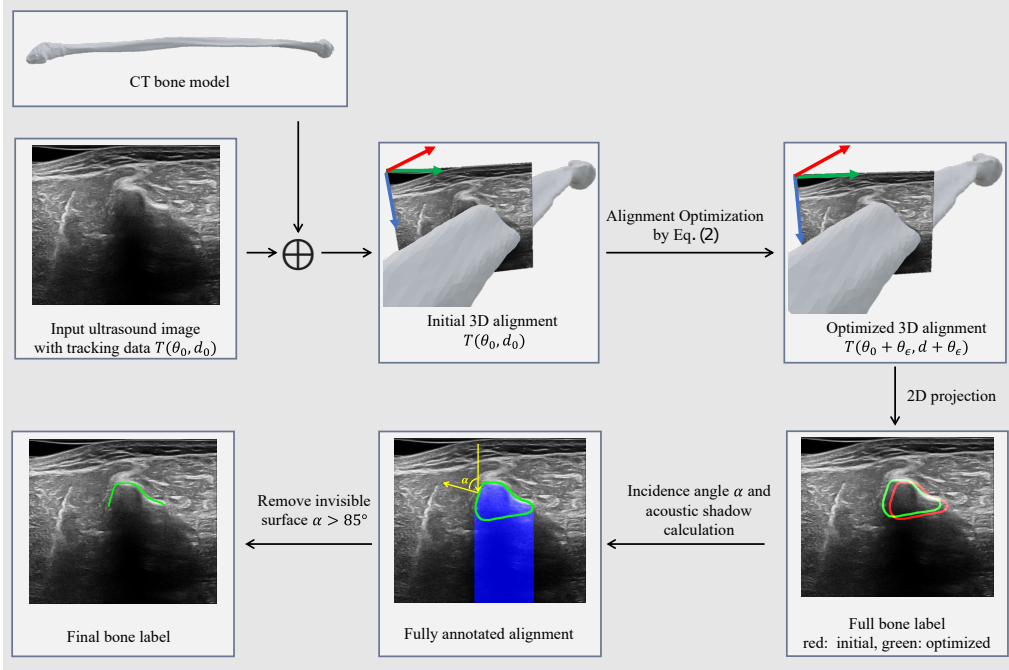 CT bone model
Input ultrasound image
with tracking data T(θ₀, d₀)
Initial 3D alignment
T(θ₀, d₀)
Alignment Optimization
by Eq. (2)
Optimized 3D alignment
T(θ₀ + θ_ϵ, d + θ_ϵ)
2D projection
Full bone label
red: initial, green: optimized
Incidence angle α and
acoustic shadow
calculation
α
Fully annotated alignment
Remove invisible
surface α > 85°
Final bone label